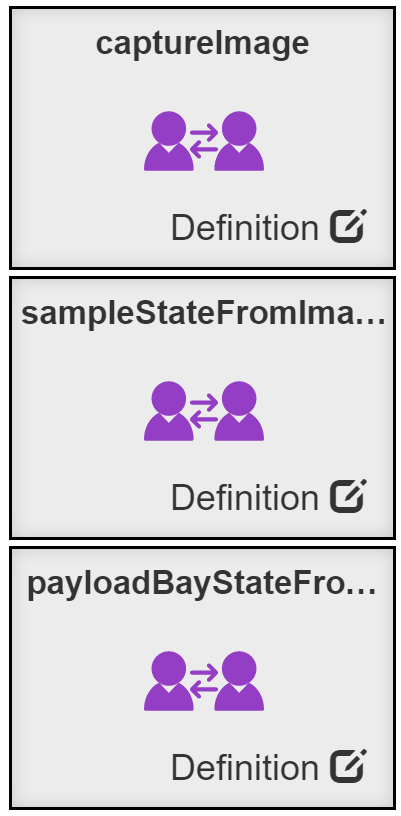 captureImage
Definition
sampleStateFromIma...
Definition
payloadBayStateFro...
Definition